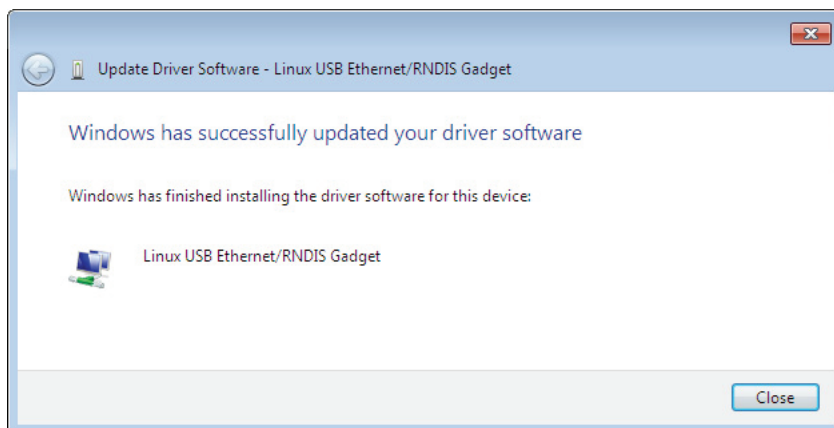 Update Driver Software - Linux USB Ethernet/RNDIS Gadget
Windows has successfully updated your driver software
Windows has finished installing the driver software for this device:
Linux USB Ethernet/RNDIS Gadget
Close